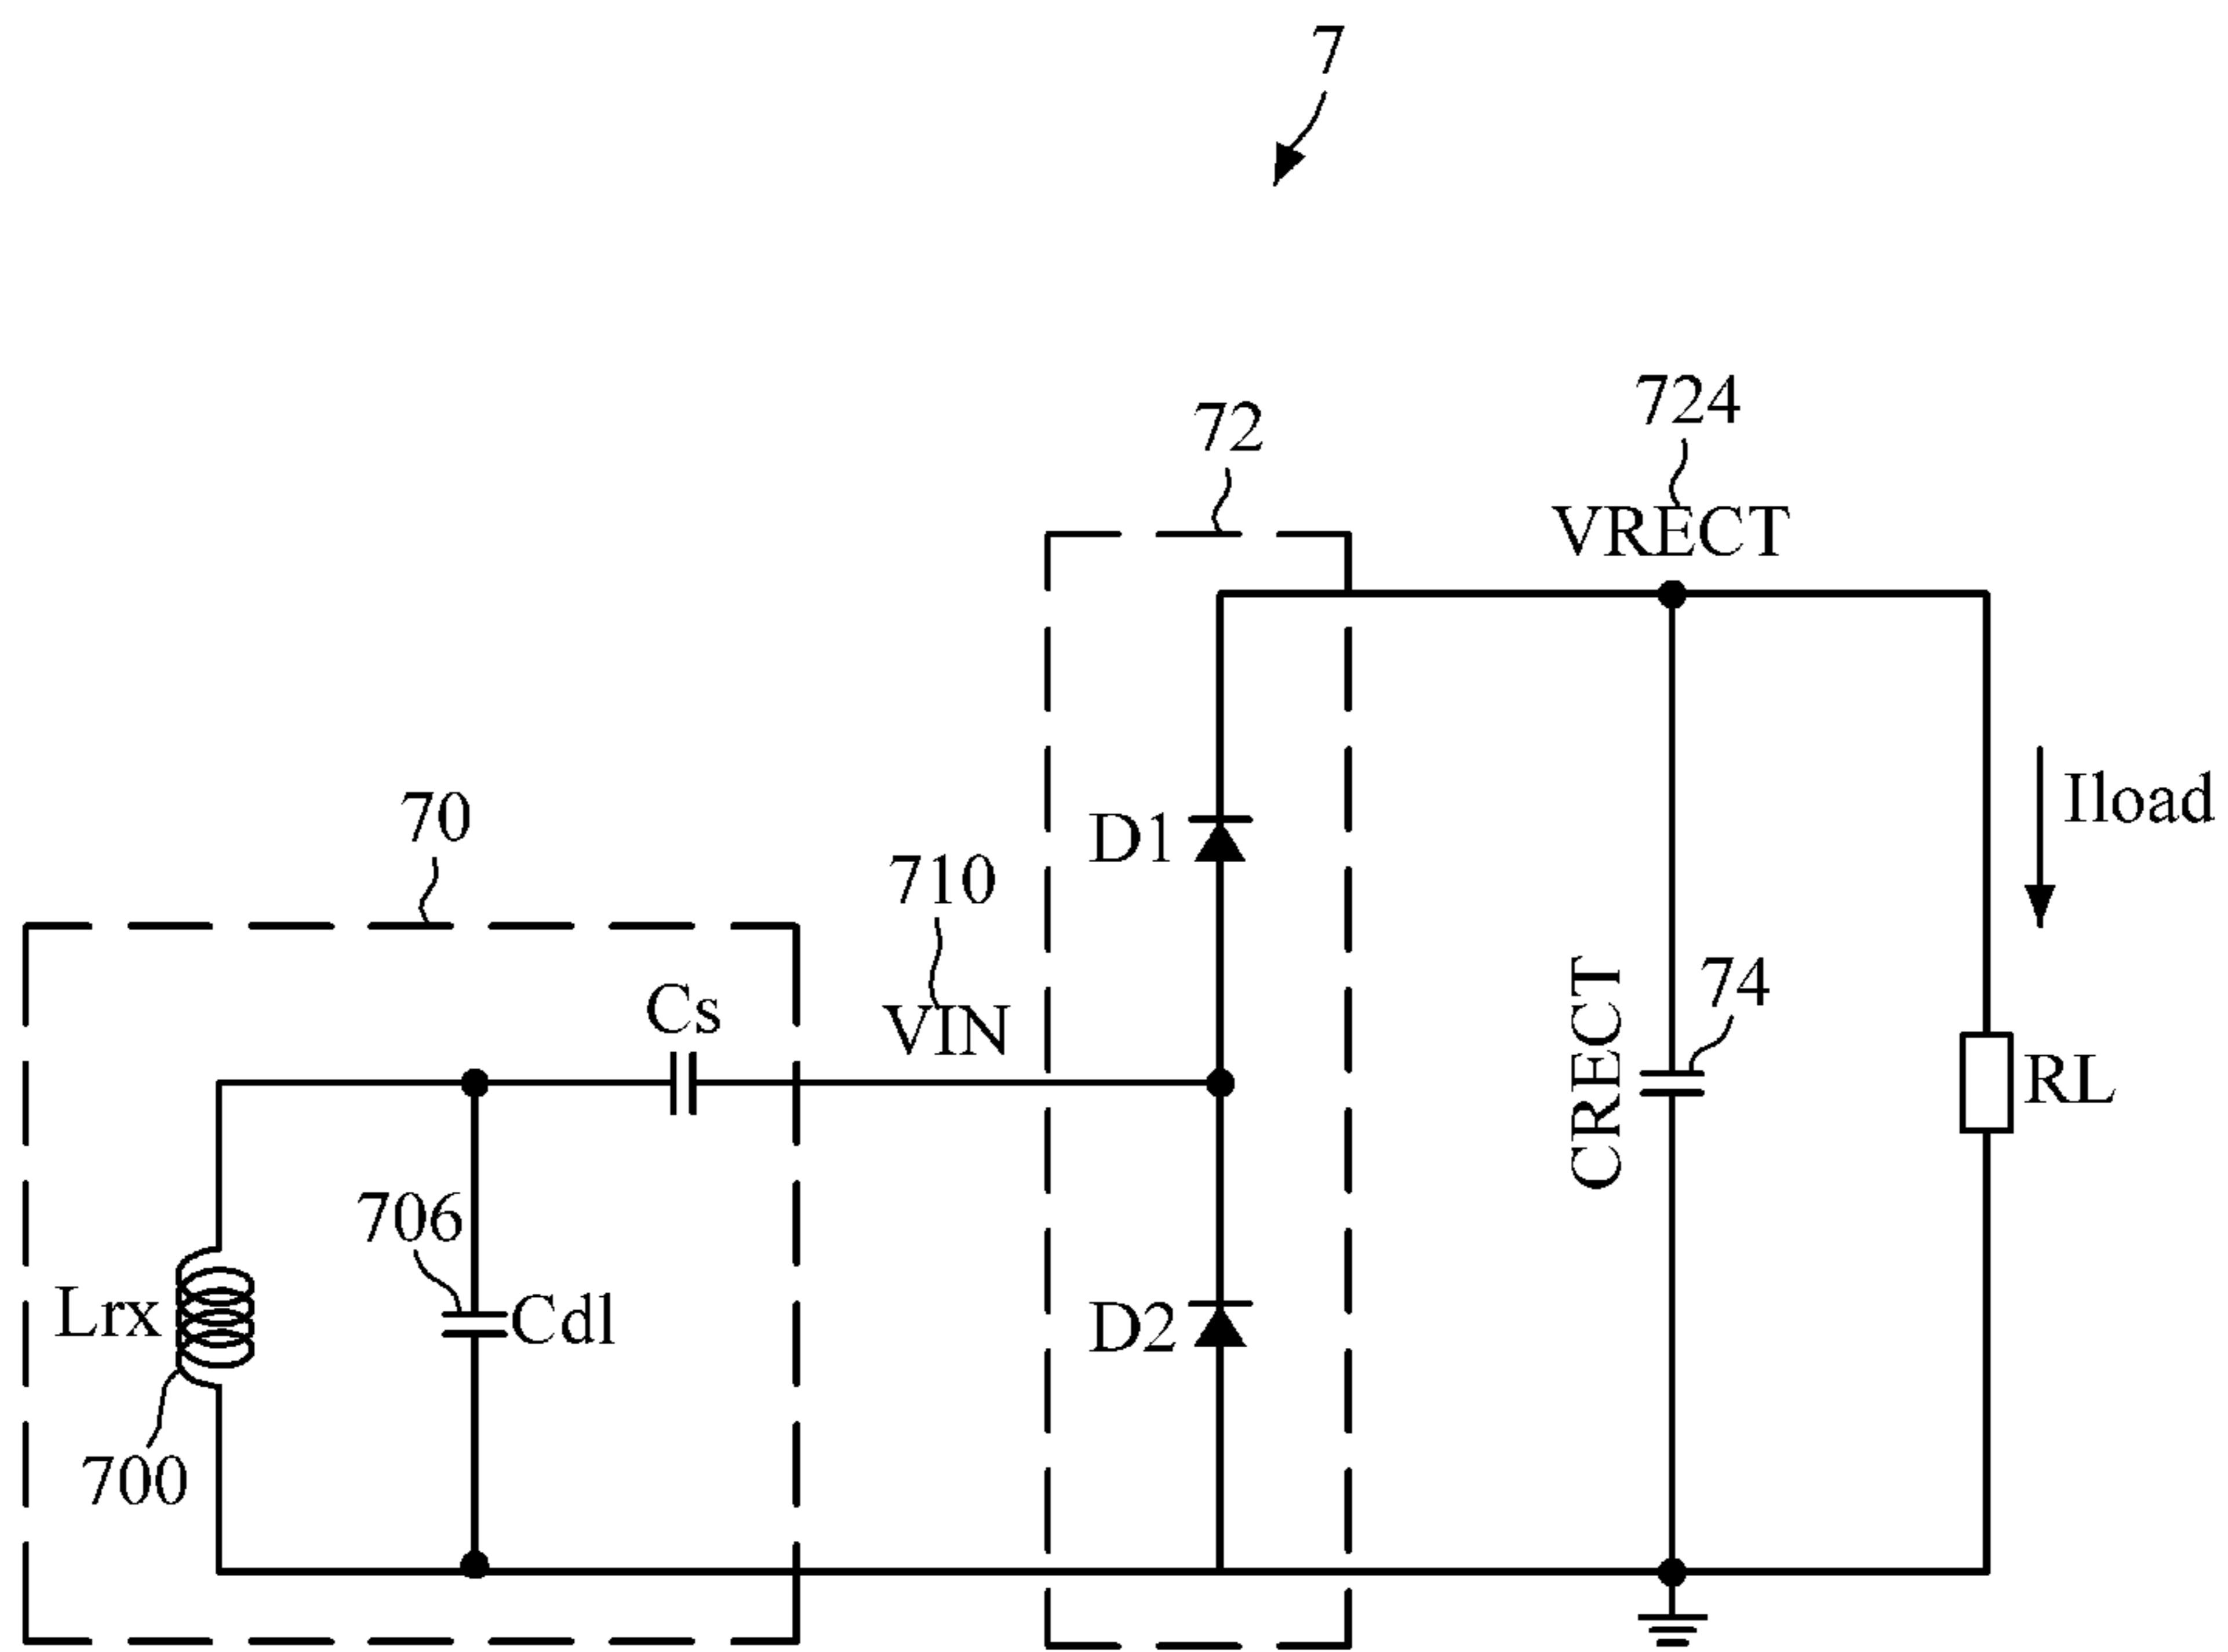 7
724
72
VRECT
70
710
D1
Iload
Cs
VIN
CRECT
74
RL
706
Lrx
Cdl
D2
700